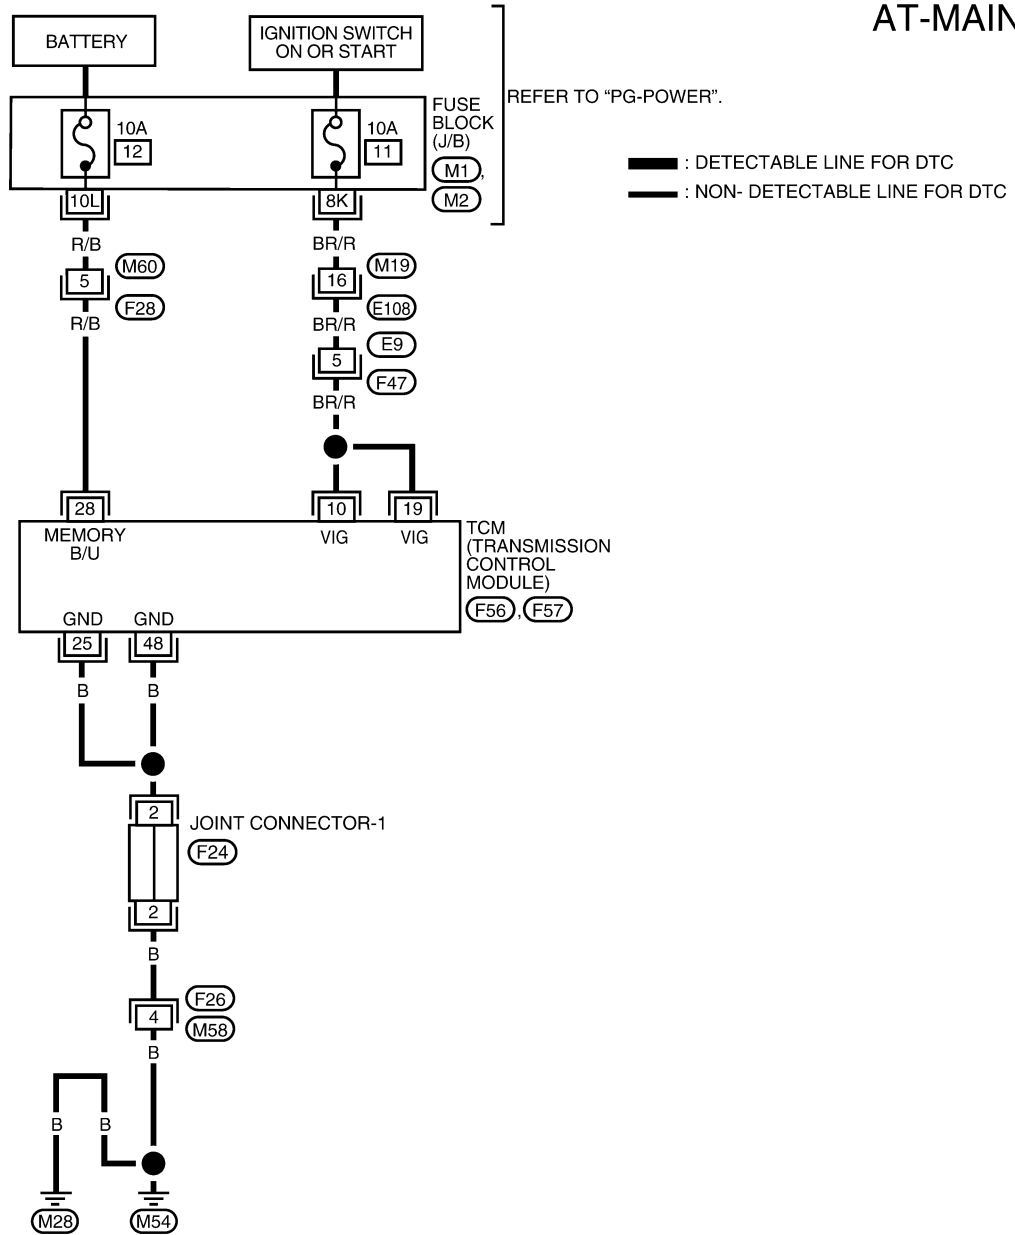 AT-MAIN
BATTERY
IGNITION SWITCH
ON OR START
REFER TO “PG-POWER”.
FUSE
BLOCK
(J/B)
M1,
M2
10A
12
10A
11
: DETECTABLE LINE FOR DTC
: NON- DETECTABLE LINE FOR DTC
10L
8K
R/B
BR/R
5
M60
F28
16
M19
E108
R/B
BR/R
5
E9
F47
BR/R
28
10
19
MEMORY
B/U
VIG
VIG
TCM
(TRANSMISSION
CONTROL
MODULE)
F56, F57
GND
GND
25
48
B
B
2
JOINT CONNECTOR-1
F24
2
B
F26
4
M58
B
B
B
M28
M54